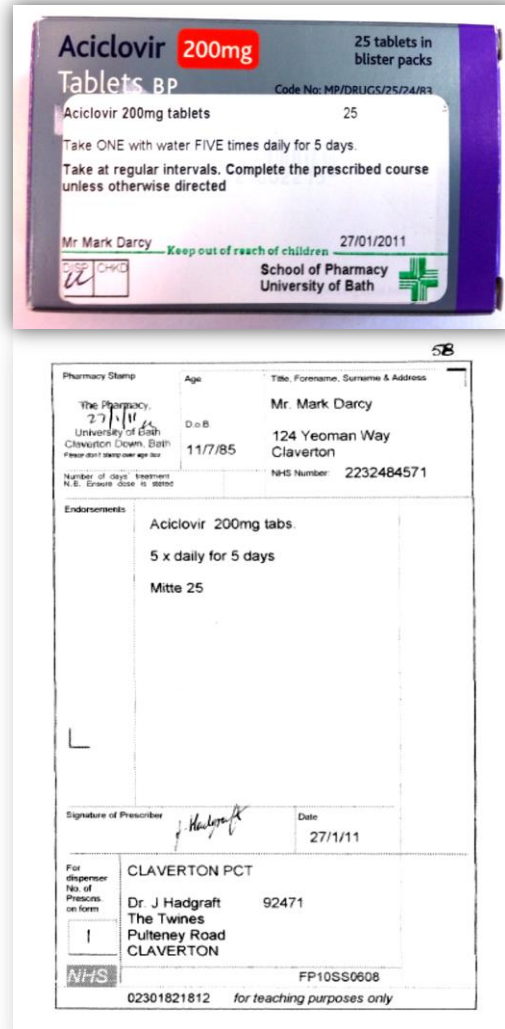 Aciclovir 200mg
Tablets BP
25 tablets in
blister packs
Code No: MP/DRUGS/25/24/83
Aciclovir 200mg tablets 25
Take ONE with water FIVE times daily for 5 days.
Take at regular intervals. Complete the prescribed course
unless otherwise directed
Mr Mark Darcy 27/01/2011
Keep out of reach of children
DISP CHKD
School of Pharmacy
University of Bath
58
Pharmacy Stamp
The Pharmacy,
27/1/11
University of Bath
Claverton Down, Bath
Please don't stamp over age box
Age
D.o.B.
11/7/85
Title, Forename, Surname & Address
Mr. Mark Darcy
124 Yeoman Way
Claverton
Number of days' treatment
N.B. Ensure dose is stated
NHS Number: 2232484571
Endorsements
Aciclovir 200mg tabs.
5 x daily for 5 days
Mitte 25
Signature of Prescriber
J. Hadgraft
Date
27/1/11
For
dispenser
No. of
Prescns.
on form
1
CLAVERTON PCT
Dr. J Hadgraft 92471
The Twines
Pulteney Road
CLAVERTON
NHS
FP10SS0608
02301821812 for teaching purposes only